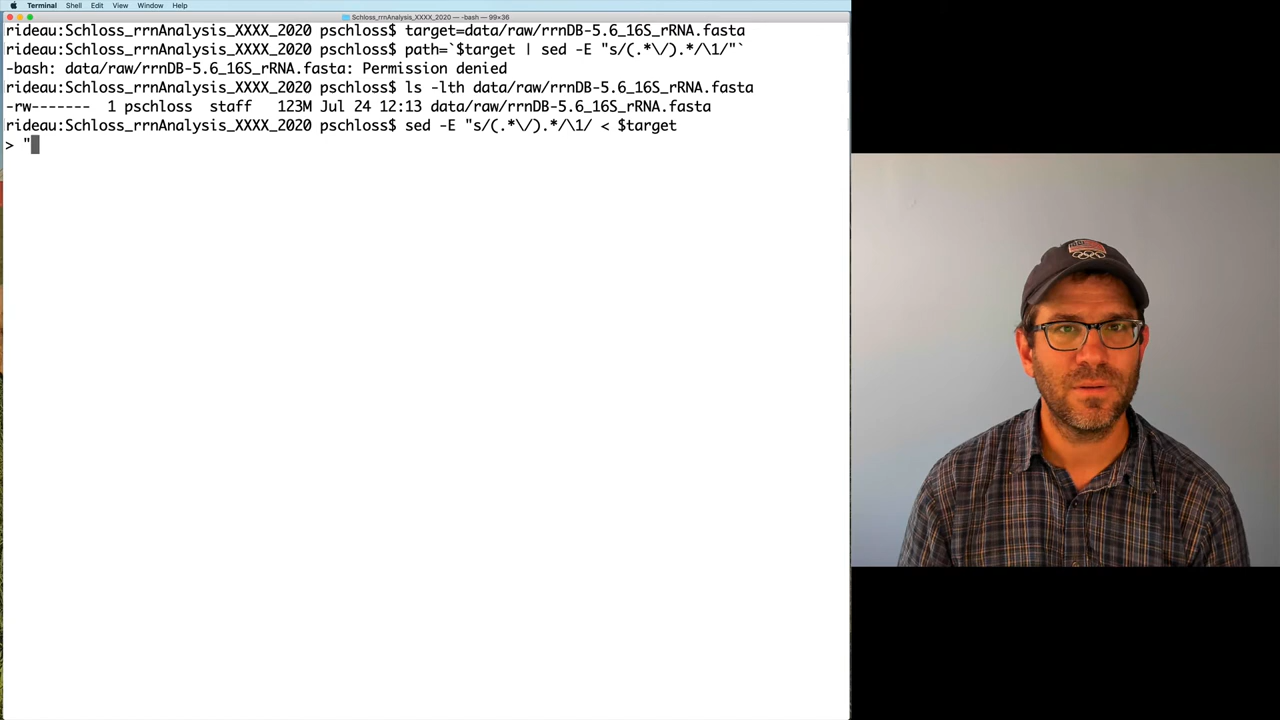 Terminal Shell Edit View Window Help
Schloss_rrnAnalysis_XXXX_2020 — -bash — 99×36
rideau:Schloss_rrnAnalysis_XXXX_2020 pschloss$ target=data/raw/rrnDB-5.6_16S_rRNA.fasta
rideau:Schloss_rrnAnalysis_XXXX_2020 pschloss$ path=`$target | sed -E "s/(.*\/).*/\1/"`
-bash: data/raw/rrnDB-5.6_16S_rRNA.fasta: Permission denied
rideau:Schloss_rrnAnalysis_XXXX_2020 pschloss$ ls -lth data/raw/rrnDB-5.6_16S_rRNA.fasta
-rw------- 1 pschloss staff 123M Jul 24 12:13 data/raw/rrnDB-5.6_16S_rRNA.fasta
rideau:Schloss_rrnAnalysis_XXXX_2020 pschloss$ sed -E "s/(.*\/).*/\1/ < $target
> "